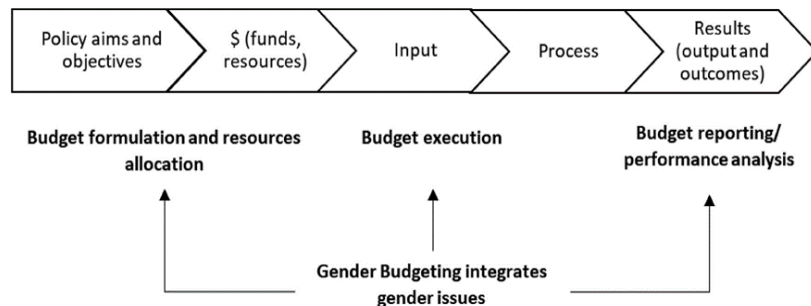 Policy aims and
objectives
$ (funds,
resources)
Input
Process
Results
(output and
outcomes)
Budget formulation and resources
allocation
Budget execution
Budget reporting/
performance analysis
Gender Budgeting integrates
gender issues